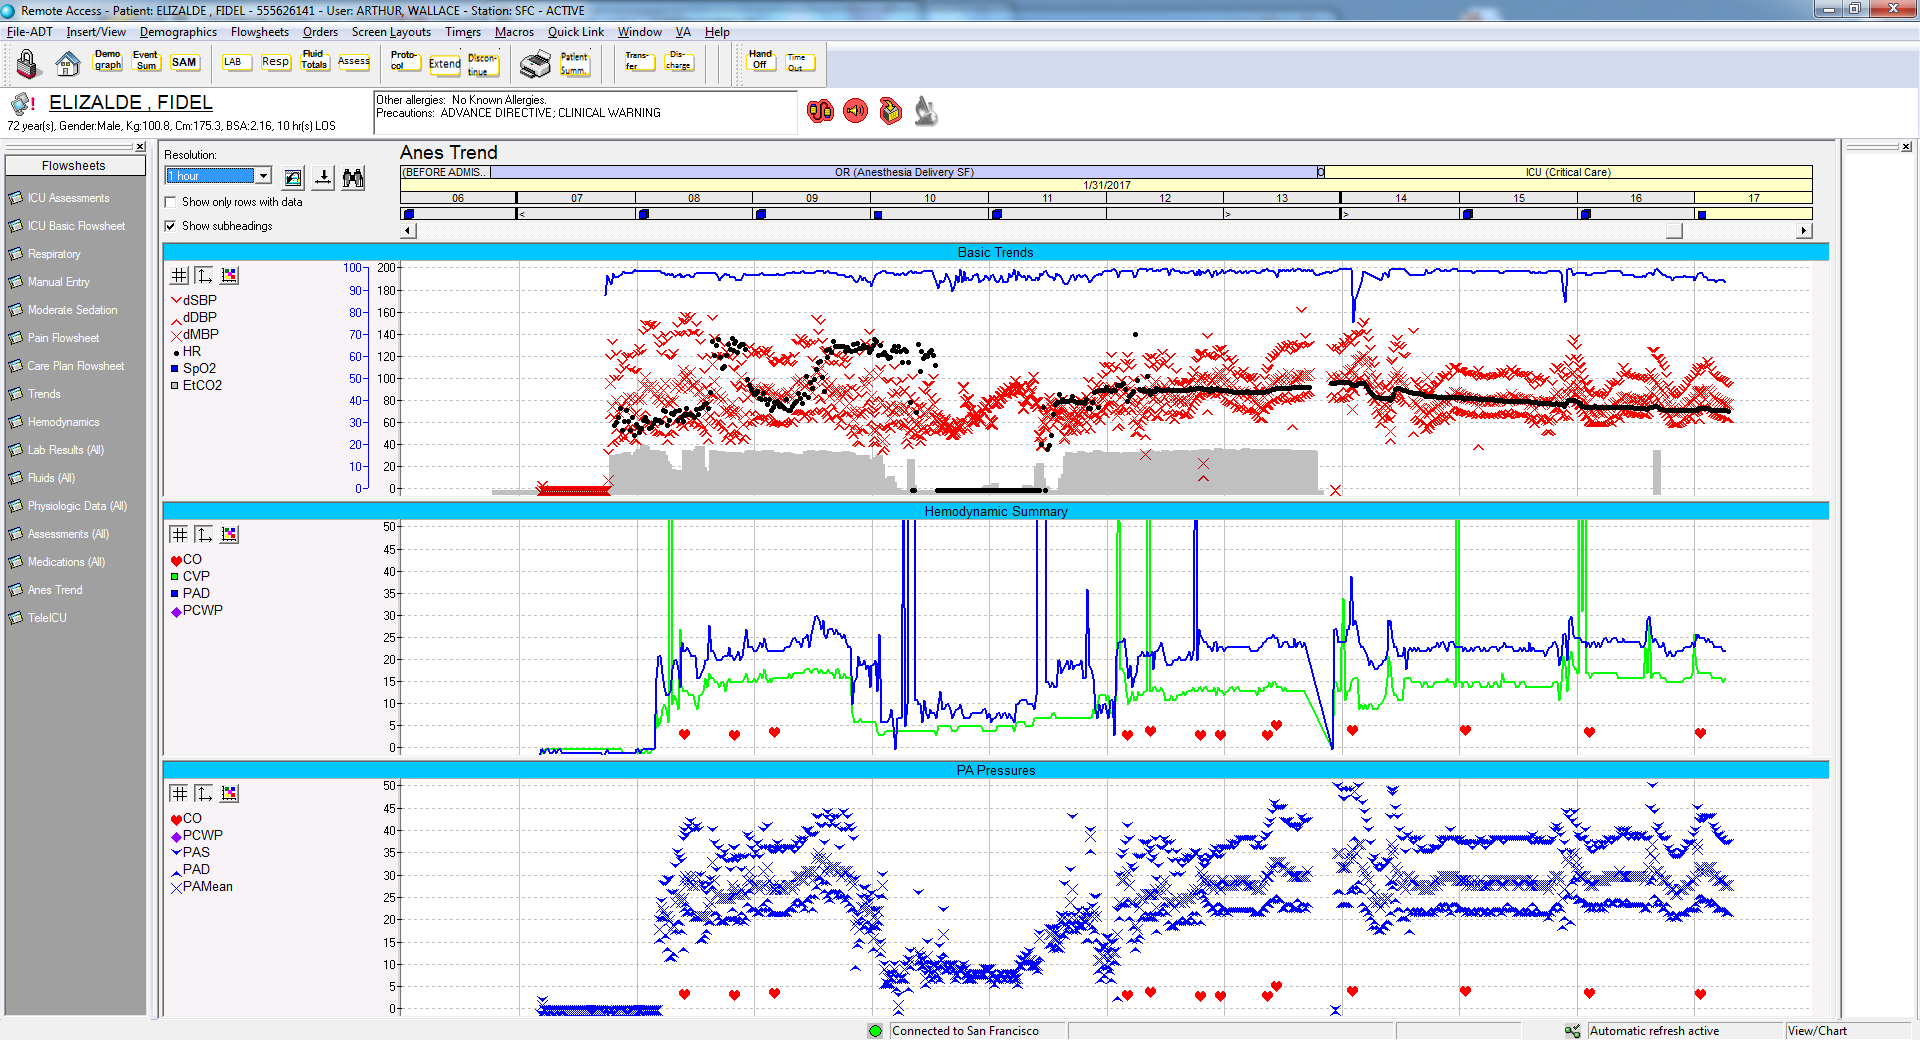 Remote Access - Patient: ELIZALDE , FIDEL - 555626141 - User: ARTHUR, WALLACE - Station: SFC - ACTIVE
File-ADT Insert/View Demographics Flowsheets Orders Screen Layouts Timers Macros Quick Link Window VA Help
Demo graph Event Sum SAM LAB Resp Fluid Totals Assess Proto- col Extend Discon- tinue Patient Summ. Trans- fer Dis- charge Hand Off Time Out
ELIZALDE , FIDEL
72 year(s), Gender:Male, Kg:100.8, Cm:175.3, BSA:2.16, 10 hr(s) LOS
Other allergies: No Known Allergies.
Precautions: ADVANCE DIRECTIVE; CLINICAL WARNING
Flowsheets
ICU Assessments
ICU Basic Flowsheet
Respiratory
Manual Entry
Moderate Sedation
Pain Flowsheet
Care Plan Flowsheet
Trends
Hemodynamics
Lab Results (All)
Fluids (All)
Physiologic Data (All)
Assessments (All)
Medications (All)
Anes Trend
TeleICU
Resolution:
1 hour
Show only rows with data
Show subheadings
Anes Trend
(BEFORE ADMIS.. OR (Anesthesia Delivery SF) O ICU (Critical Care)
1/31/2017
06 07 08 09 10 11 12 13 14 15 16 17
< > >
Basic Trends
dSBP
dDBP
dMBP
HR
SpO2
EtCO2
100 200
90 180
80 160
70 140
60 120
50 100
40 80
30 60
20 40
10 20
0 0
Hemodynamic Summary
CO
CVP
PAD
PCWP
50
45
40
35
30
25
20
15
10
5
0
PA Pressures
CO
PCWP
PAS
PAD
PAMean
50
45
40
35
30
25
20
15
10
5
0
Connected to San Francisco Automatic refresh active View/Chart